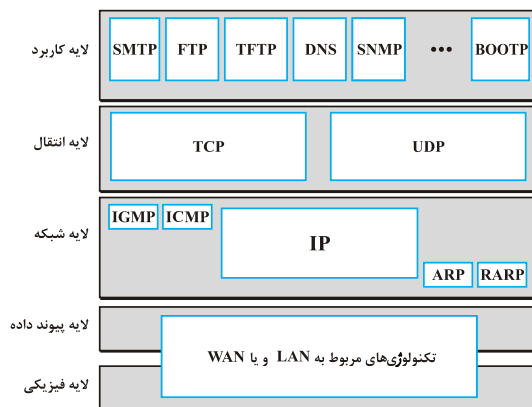 لایه کاربرد
SMTP FTP TFTP DNS SNMP ••• BOOTP
لایه انتقال
TCP UDP
لایه شبکه
IGMP ICMP
IP
ARP RARP
لایه پیوند داده
تکنولوژی‌های مربوط به LAN و یا WAN
لایه فیزیکی